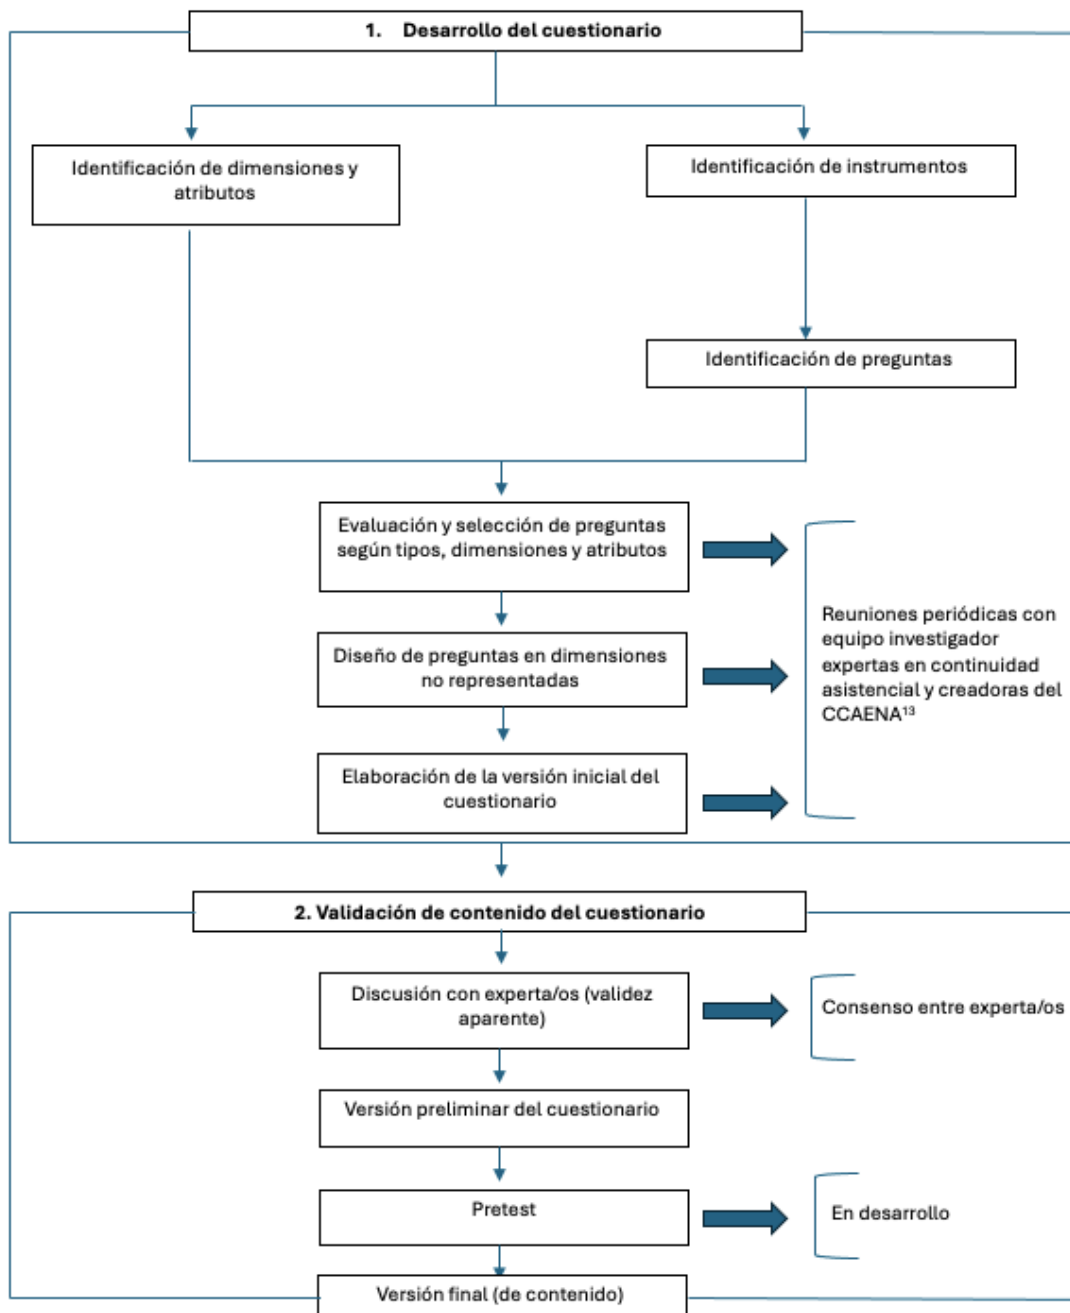 1. Desarrollo del cuestionario
Identificación de dimensiones y
atributos
Identificación de instrumentos
Identificación de preguntas
Evaluación y selección de preguntas
según tipos, dimensiones y atributos
Diseño de preguntas en dimensiones
no representadas
Elaboración de la versión inicial del
cuestionario
Reuniones periódicas con
equipo investigador
expertas en continuidad
asistencial y creadoras del
CCAENA¹³
2. Validación de contenido del cuestionario
Discusión con experta/os (validez
aparente)
Consenso entre experta/os
Versión preliminar del cuestionario
Pretest
En desarrollo
Versión final (de contenido)